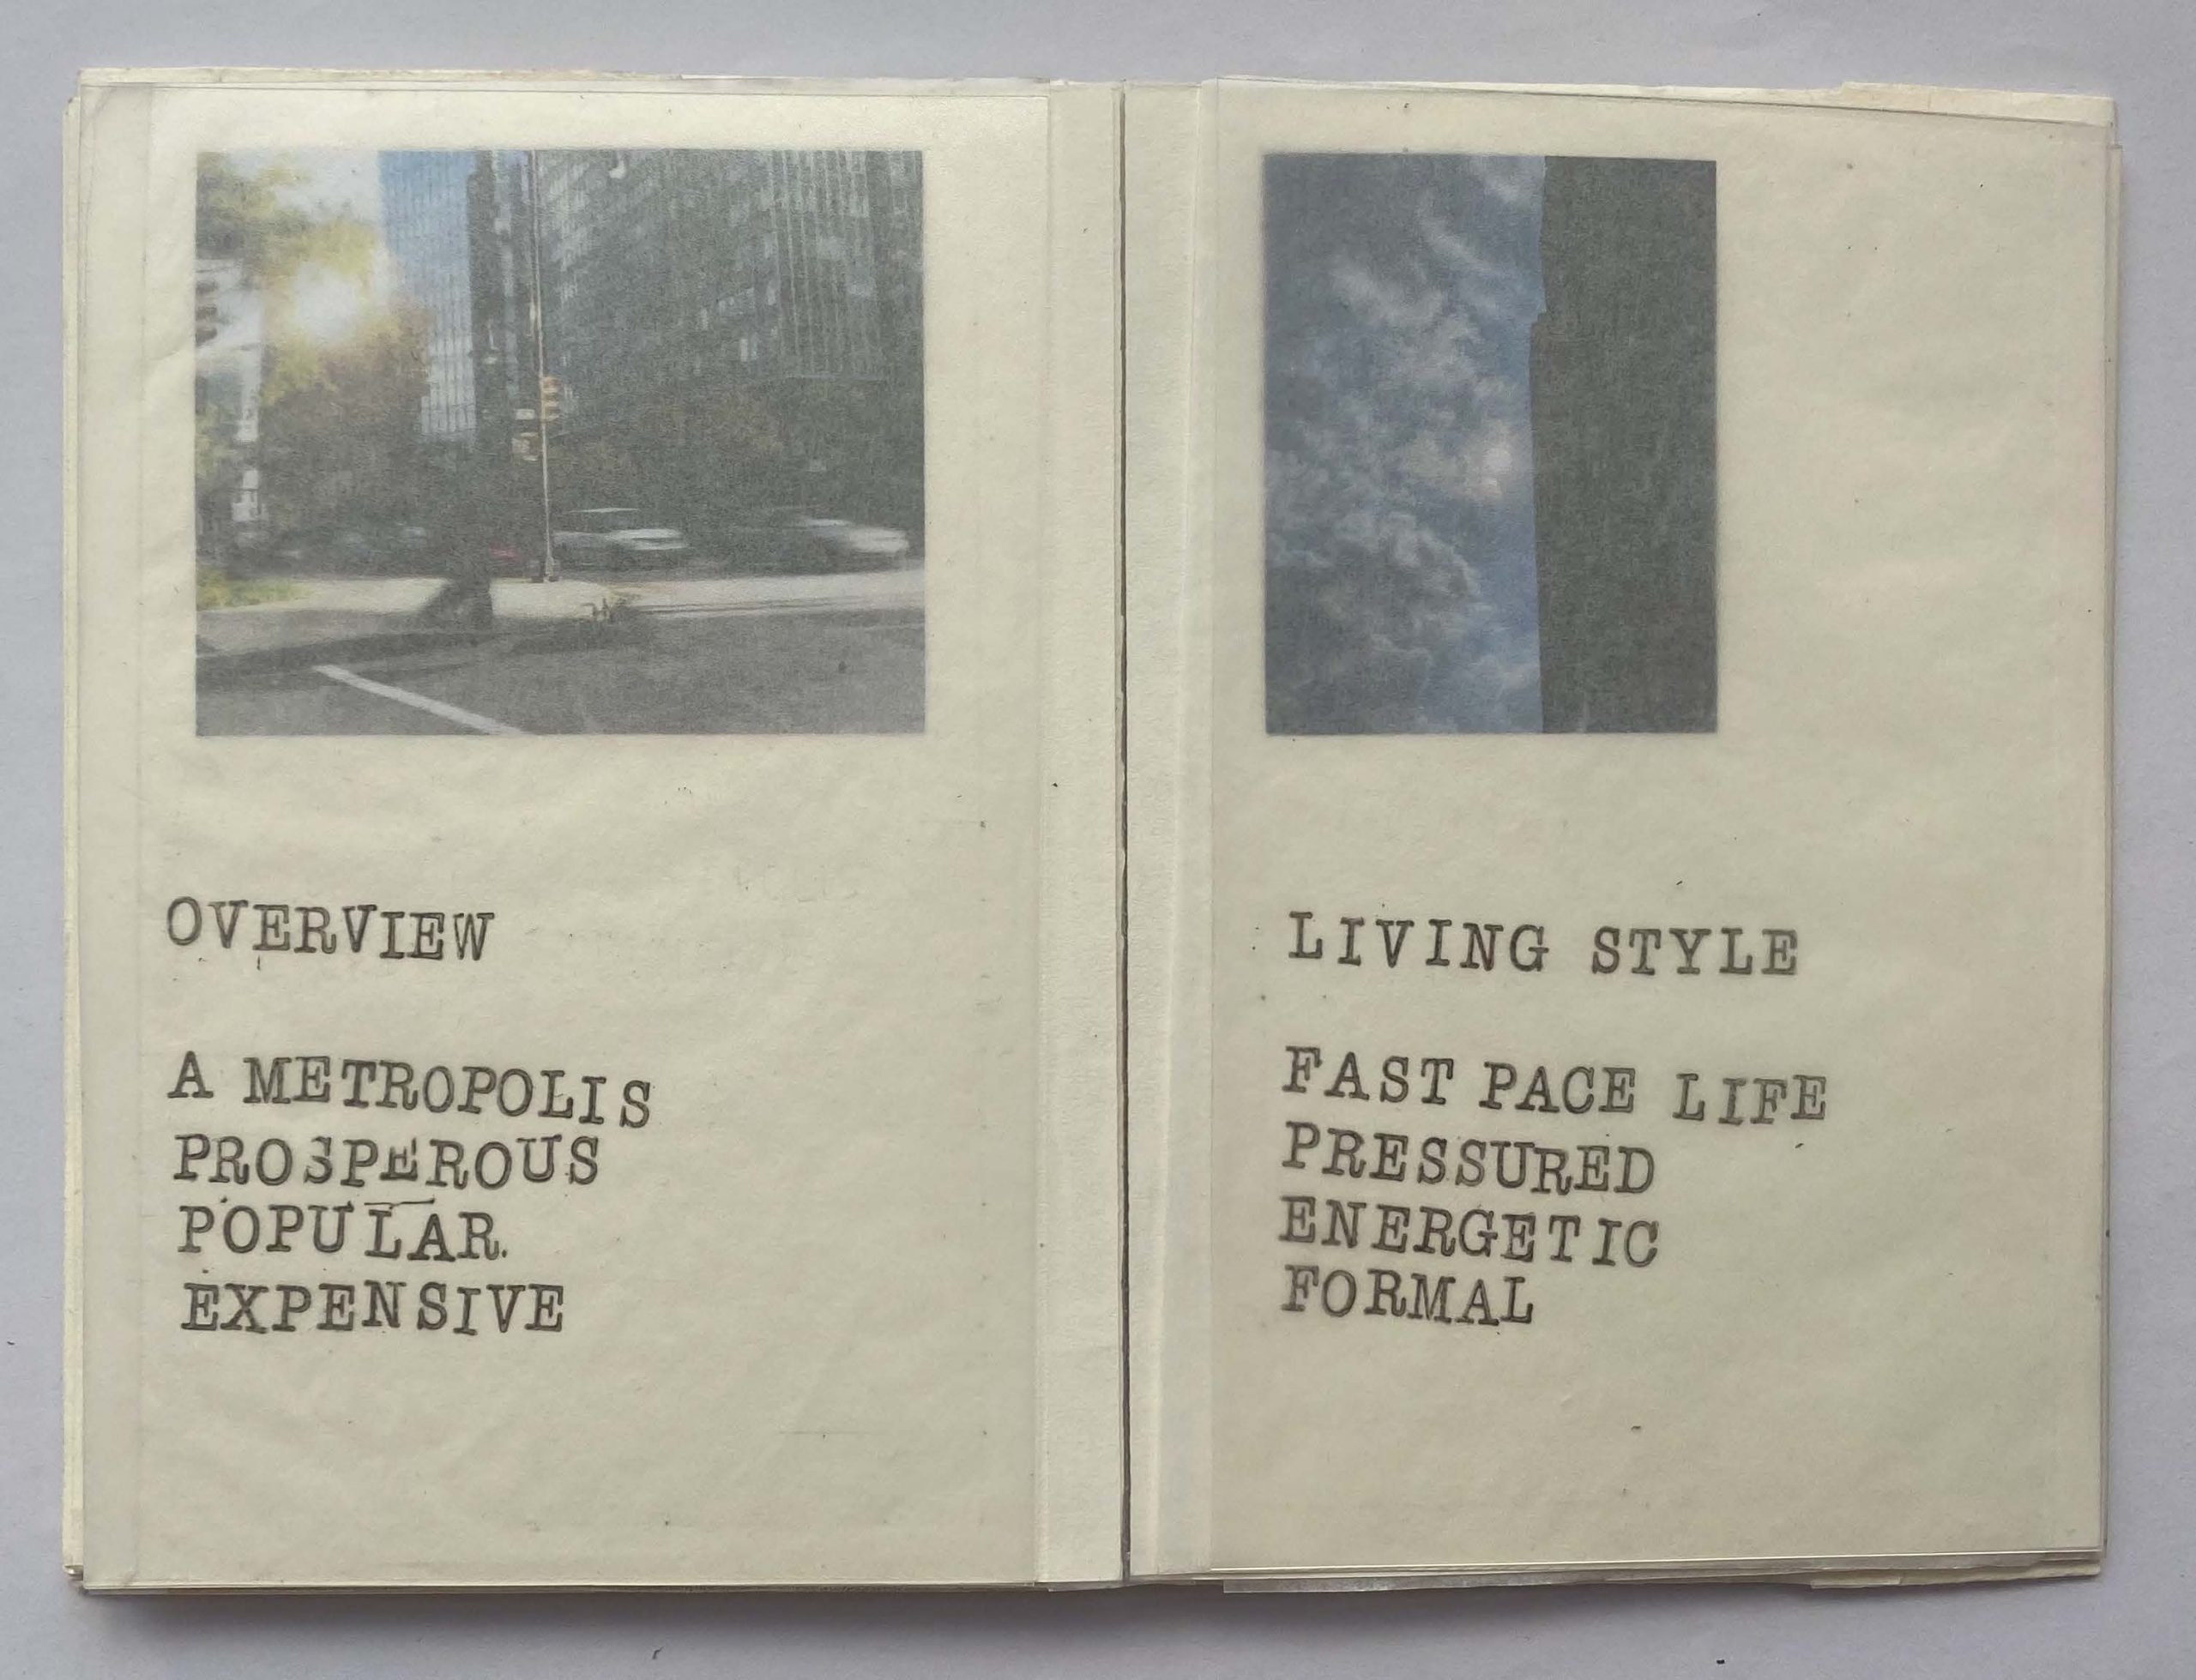 OVERVIEW
A METROPOLIS
PROSPEROUS
POPULAR
EXPENSIVE
LIVING STYLE
FAST PACE LIFE
PRESSURED
ENERGETIC
FORMAL